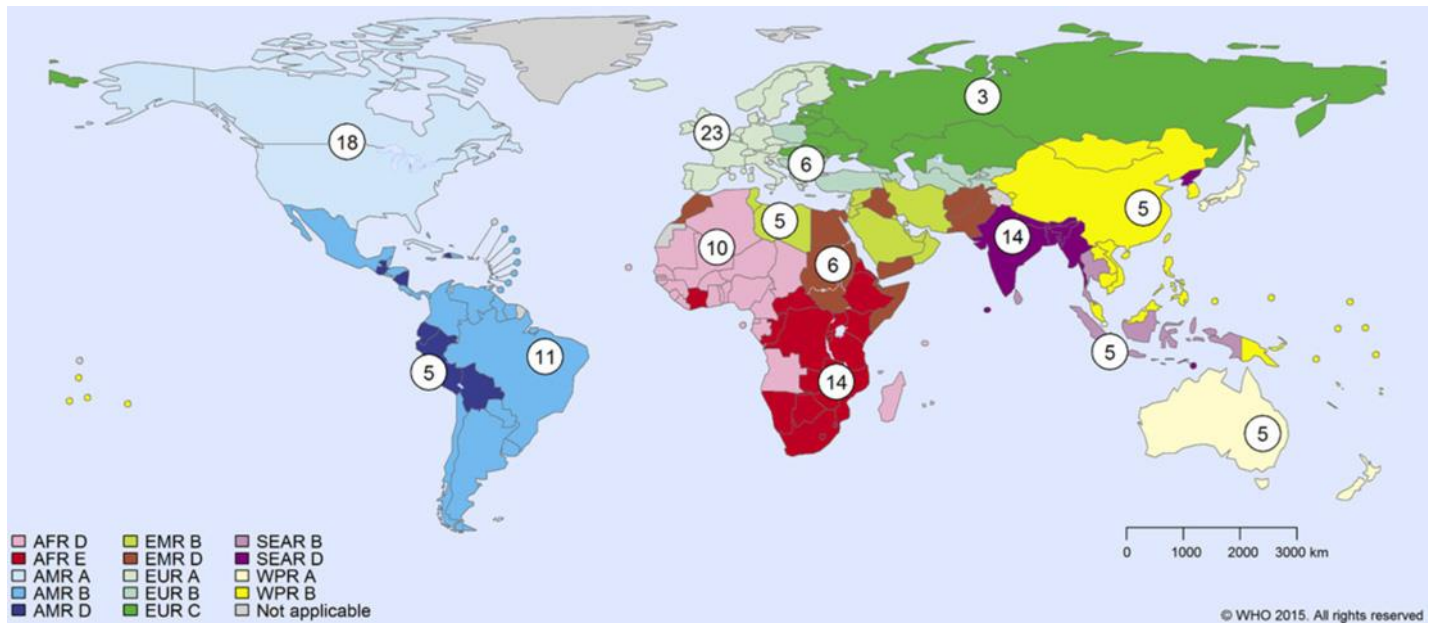 3
18
23
6
5
5
14
10
6
11
5
5
14
5
AFR D
AFR E
AMR A
AMR B
AMR D
EMR B
EMR D
EUR A
EUR B
EUR C
SEAR B
SEAR D
WPR A
WPR B
Not applicable
0 1000 2000 3000 km
© WHO 2015. All rights reserved